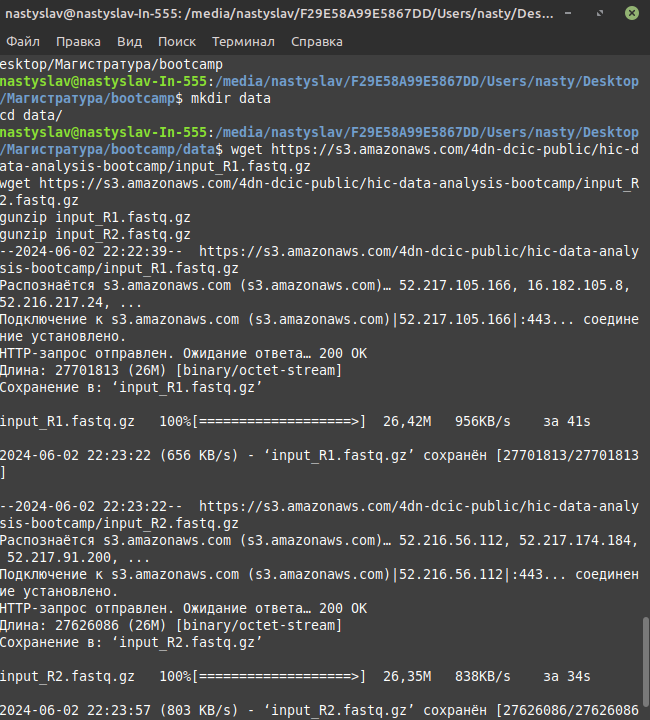 nastyslav@nastyslav-In-555: /media/nastyslav/F29E58A99E5867DD/Users/nasty/Des...
Файл Правка Вид Поиск Терминал Справка
esktop/Магистратура/bootcamp
nastyslav@nastyslav-In-555:/media/nastyslav/F29E58A99E5867DD/Users/nasty/Desktop
/Магистратура/bootcamp$ mkdir data
cd data/
nastyslav@nastyslav-In-555:/media/nastyslav/F29E58A99E5867DD/Users/nasty/Desktop
/Магистратура/bootcamp/data$ wget https://s3.amazonaws.com/4dn-dcic-public/hic-d
ata-analysis-bootcamp/input_R1.fastq.gz
wget https://s3.amazonaws.com/4dn-dcic-public/hic-data-analysis-bootcamp/input_R
2.fastq.gz
gunzip input_R1.fastq.gz
gunzip input_R2.fastq.gz
--2024-06-02 22:22:39--  https://s3.amazonaws.com/4dn-dcic-public/hic-data-analy
sis-bootcamp/input_R1.fastq.gz
Распознаётся s3.amazonaws.com (s3.amazonaws.com)… 52.217.105.166, 16.182.105.8,
52.216.217.24, ...
Подключение к s3.amazonaws.com (s3.amazonaws.com)|52.217.105.166|:443... соедине
ние установлено.
HTTP-запрос отправлен. Ожидание ответа… 200 OK
Длина: 27701813 (26M) [binary/octet-stream]
Сохранение в: ‘input_R1.fastq.gz’
input_R1.fastq.gz   100%[===================>]  26,42M   956KB/s    за 41s
2024-06-02 22:23:22 (656 KB/s) - ‘input_R1.fastq.gz’ сохранён [27701813/27701813
]
--2024-06-02 22:23:22--  https://s3.amazonaws.com/4dn-dcic-public/hic-data-analy
sis-bootcamp/input_R2.fastq.gz
Распознаётся s3.amazonaws.com (s3.amazonaws.com)… 52.216.56.112, 52.217.174.184,
 52.217.91.200, ...
Подключение к s3.amazonaws.com (s3.amazonaws.com)|52.216.56.112|:443... соединен
ие установлено.
HTTP-запрос отправлен. Ожидание ответа… 200 OK
Длина: 27626086 (26M) [binary/octet-stream]
Сохранение в: ‘input_R2.fastq.gz’
input_R2.fastq.gz   100%[===================>]  26,35M   838KB/s    за 34s
2024-06-02 22:23:57 (803 KB/s) - ‘input_R2.fastq.gz’ сохранён [27626086/27626086